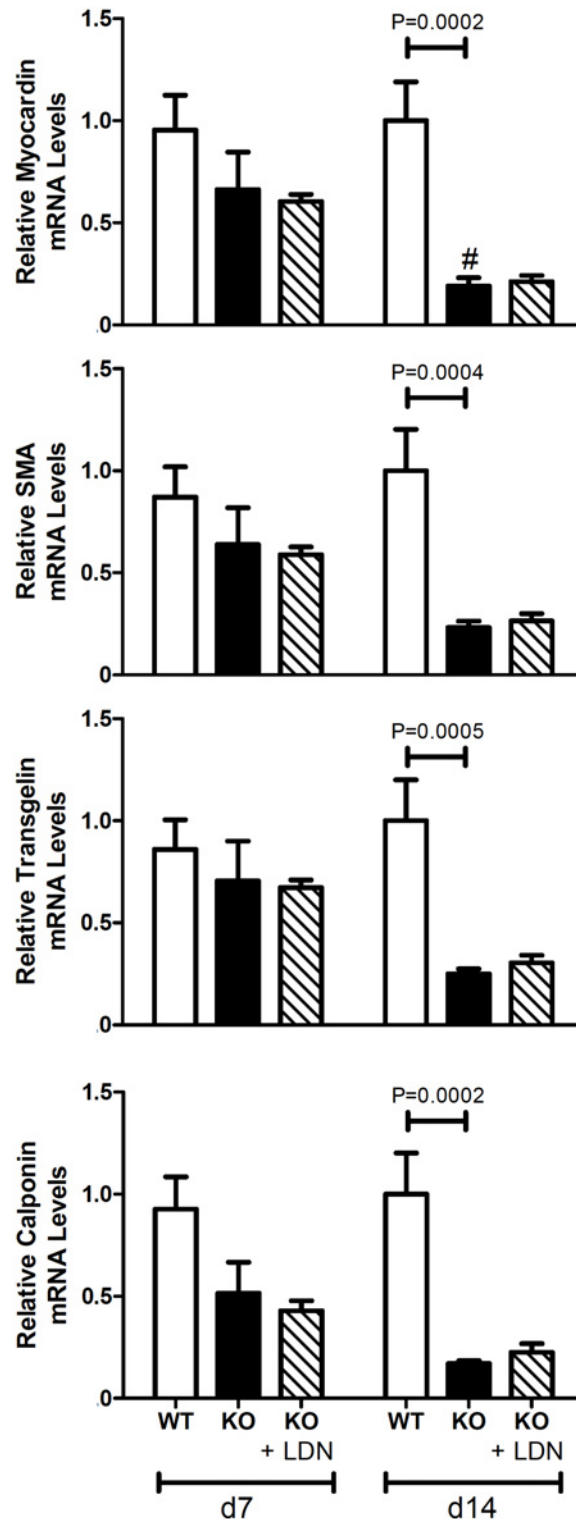 Relative Myocardin
mRNA Levels
1.5
1.0
0.5
.0
P=0.0002
#
Relative SMA
mRNA Levels
1.5
1.0
0.5
0
P=0.0004
Relative Transgelin
mRNA Levels
1.5
1.0
0.5
.0
P=0.0005
Relative Calponin
mRNA Levels
1.5
1.0
0.5
.0
P=0.0002
WT KO KO WT KO KO
+ LDN + LDN
d7 d14